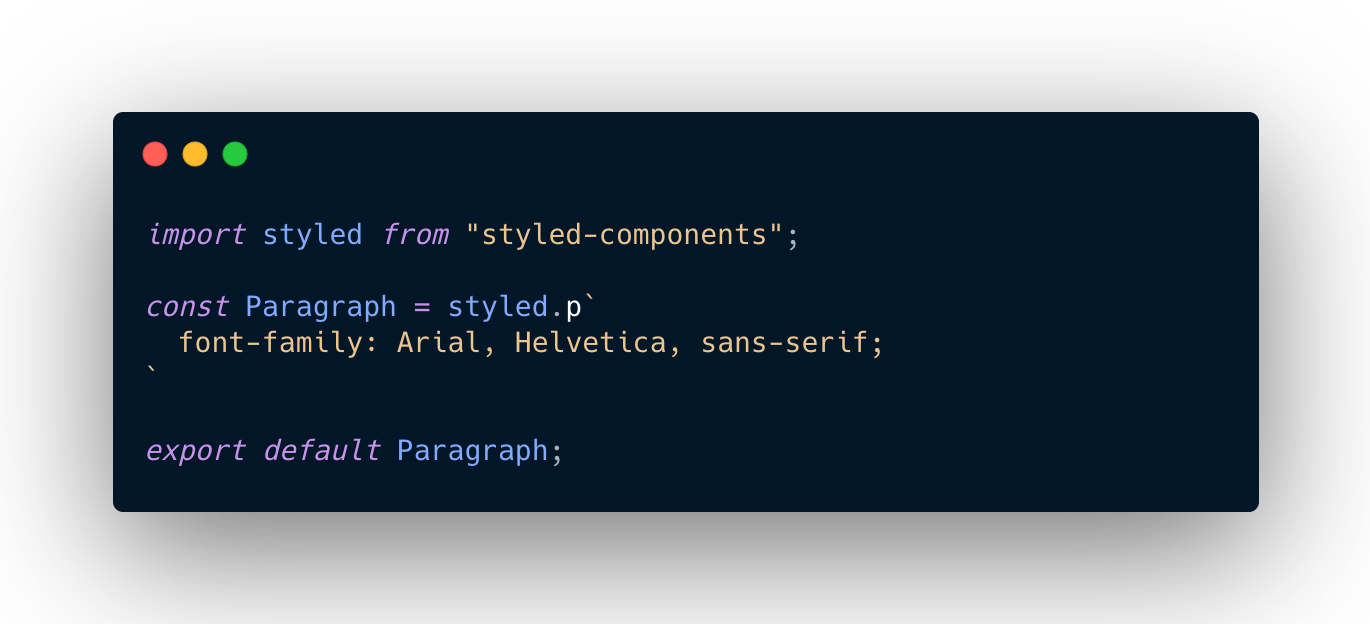 import styled from "styled-components";
const Paragraph = styled.p`
  font-family: Arial, Helvetica, sans-serif;
`
export default Paragraph;